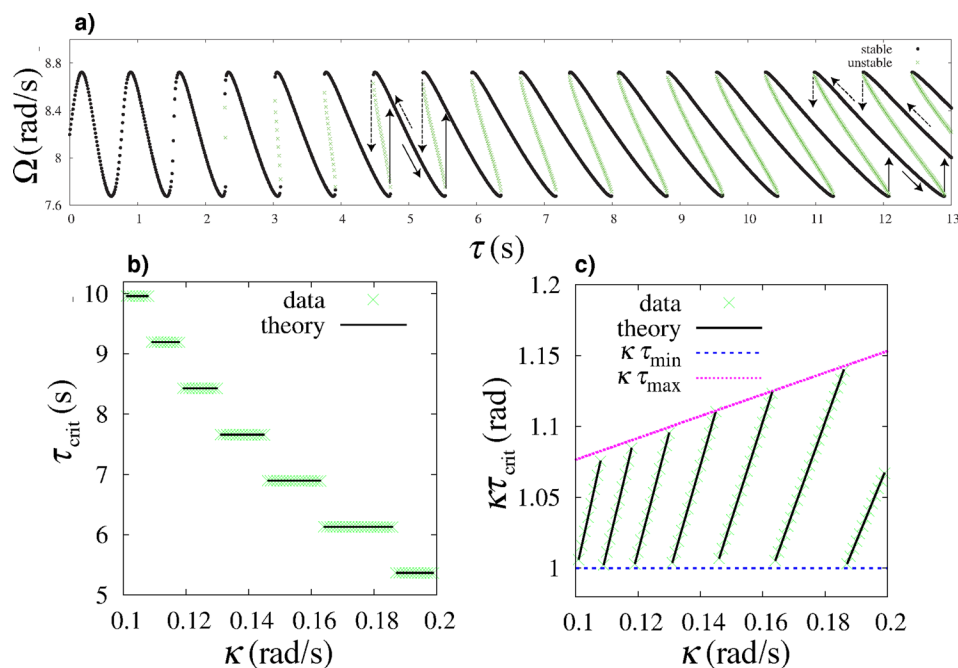 a)
8.8
8.4
8
7.6
Ω (rad/s)
stable
unstable
0 1 2 3 4 5 6 7 8 9 10 11 12 13
τ (s)
b)
10
9
8
7
6
5
τcrit (s)
data
theory
0.1 0.12 0.14 0.16 0.18 0.2
κ (rad/s)
c)
1.2
1.15
1.1
1.05
1
κτcrit (rad)
data
theory
κ τmin
κ τmax
0.1 0.12 0.14 0.16 0.18 0.2
κ (rad/s)